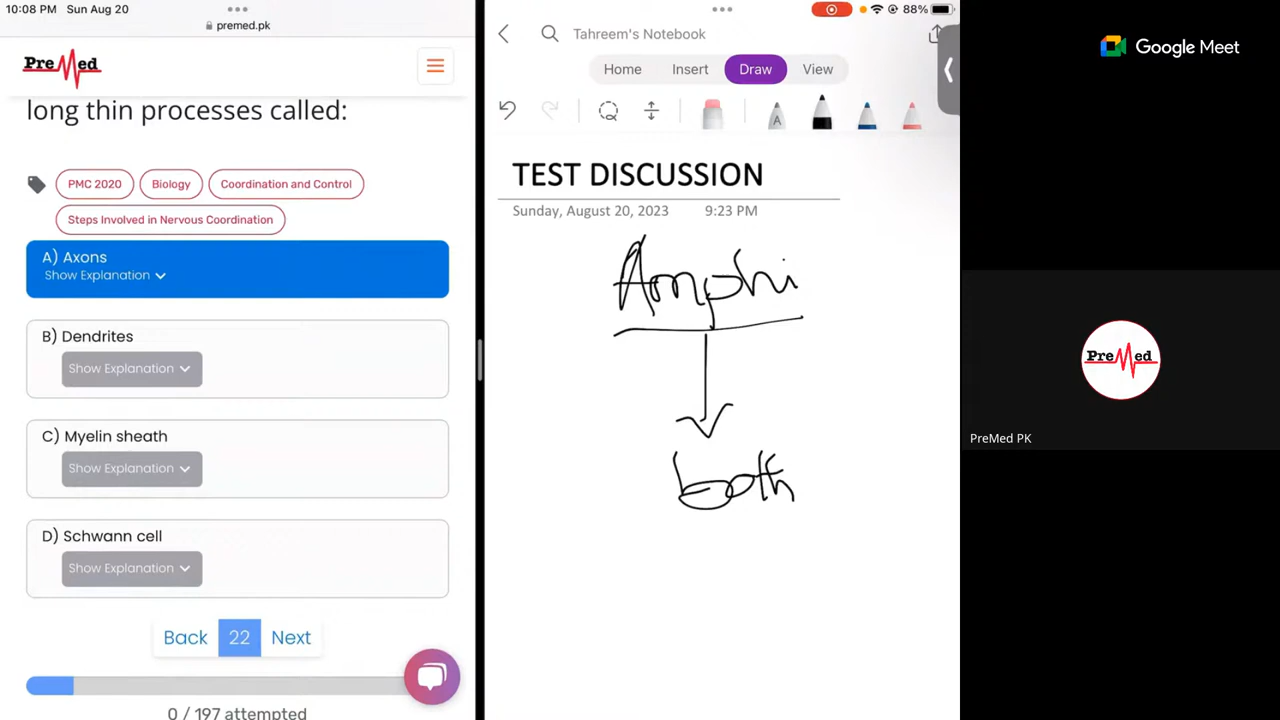 10:08 PM Sun Aug 20
premed.pk
PreMed
long thin processes called:
PMC 2020
Biology
Coordination and Control
Steps Involved in Nervous Coordination
A) Axons
Show Explanation
B) Dendrites
Show Explanation
C) Myelin sheath
Show Explanation
D) Schwann cell
Show Explanation
Back 22 Next
0 / 197 attempted
88%
Tahreem's Notebook
Home Insert Draw View
A
TEST DISCUSSION
Sunday, August 20, 2023 9:23 PM
Amphi
both
Google Meet
PreMed
PreMed PK